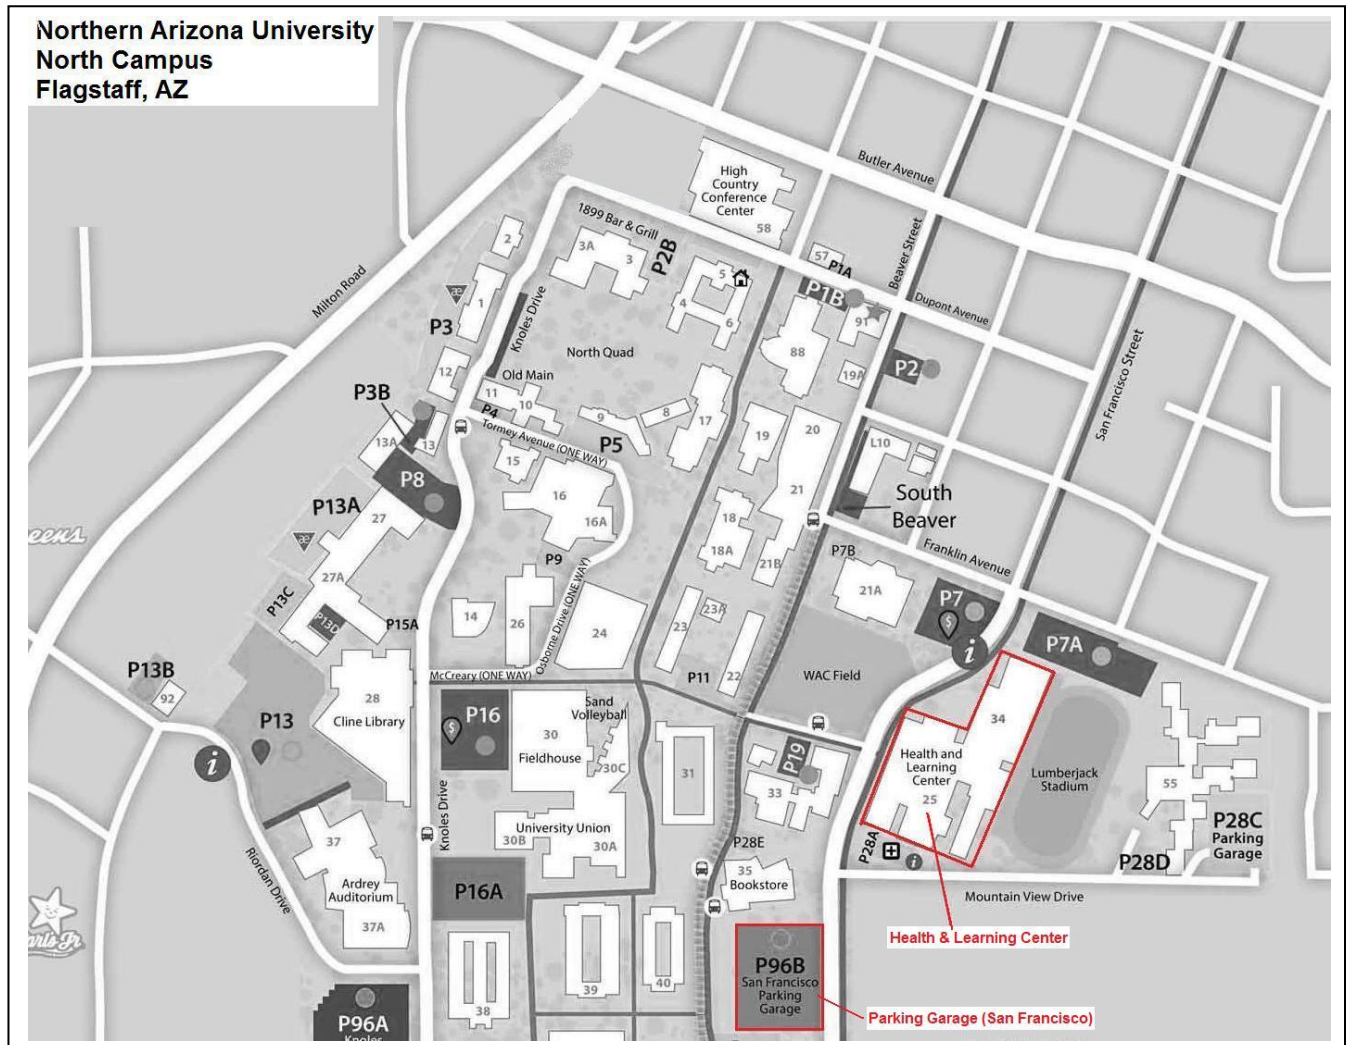 Northern Arizona University
North Campus
Flagstaff, AZ
Butler Avenue
High
Country
Conference
Center
58
1899 Bar & Grill
Beaver Street
2
3A
3
P2B
57
P1A
Milton Road
5
P1B
Dupont Avenue
1
4
6
91
San Francisco Street
P3
Knoles Drive
North Quad
88
12
Old Main
19A
P2
P3B
11
10
P4
9
8
17
Tormey Avenue (ONE WAY)
P5
19
20
L10
13A
13
15
P8
16
21
South
Beaver
P13A
27
16A
18
18A
Franklin Avenue
eens
P9
21B
P7B
27A
21A
P7
$
i
P13C
P13D
P15A
14
26
Osborne Drive (ONE WAY)
24
23
23A
22
P7A
P13B
92
McCreary (ONE WAY)
P11
WAC Field
28
Cline Library
P13
P16
$
Sand
Volleyball
30
Fieldhouse
30C
31
P19
33
34
Health and
Learning
Center
25
Lumberjack
Stadium
55
i
Knoles Drive
University Union
30B
30A
P28E
P28A
i
P28C
Parking
Garage
P28D
37
Riordan Drive
Ardrey
Auditorium
37A
P16A
35
Bookstore
Mountain View Drive
arl's Jr
Health & Learning Center
38
39
40
P96B
San Francisco
Parking
Garage
Parking Garage (San Francisco)
P96A
Knoles